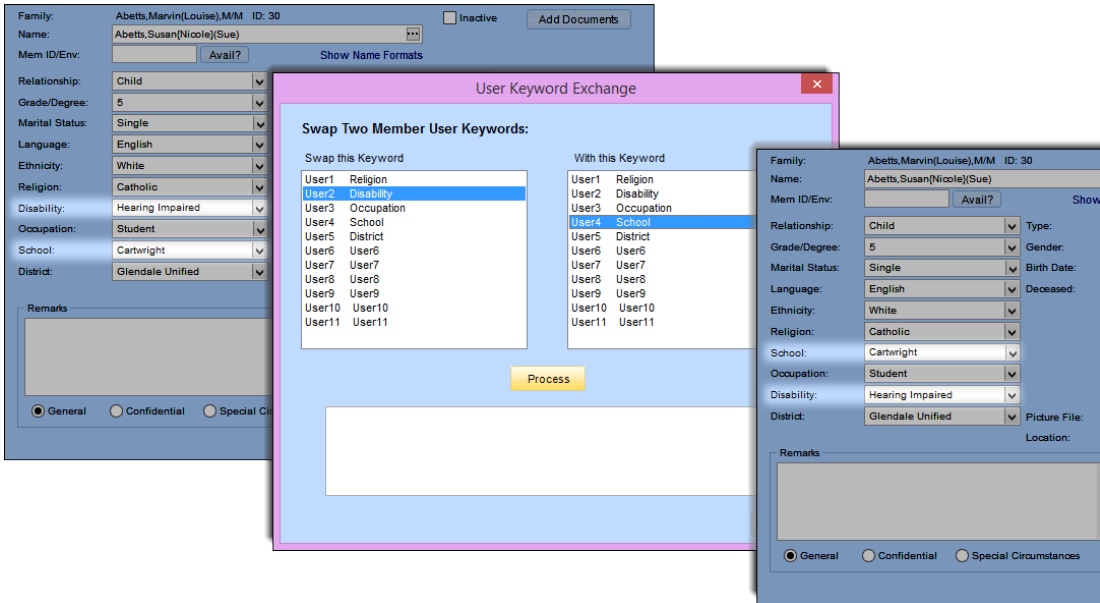 Family: Abetts,Marvin(Louise),M/M ID: 30
Inactive
Add Documents
Name: Abetts,Susan{Nicole}(Sue)
Mem ID/Env: Avail? Show Name Formats
Relationship: Child
Grade/Degree: 5
Marital Status: Single
Language: English
Ethnicity: White
Religion: Catholic
Disability: Hearing Impaired
Occupation: Student
School: Cartwright
District: Glendale Unified
Remarks
General Confidential Special Cir
User Keyword Exchange
Swap Two Member User Keywords:
Swap this Keyword
User1 Religion
User2 Disability
User3 Occupation
User4 School
User5 District
User6 User6
User7 User7
User8 User8
User9 User9
User10 User10
User11 User11
With this Keyword
User1 Religion
User2 Disability
User3 Occupation
User4 School
User5 District
User6 User6
User7 User7
User8 User8
User9 User9
User10 User10
User11 User11
Process
Family: Abetts,Marvin(Louise),M/M ID: 30
Name: Abetts,Susan{Nicole}(Sue)
Mem ID/Env: Avail? Show
Relationship: Child Type:
Grade/Degree: 5 Gender:
Marital Status: Single Birth Date:
Language: English Deceased:
Ethnicity: White
Religion: Catholic
School: Cartwright
Occupation: Student
Disability: Hearing Impaired
District: Glendale Unified Picture File:
Location:
Remarks
General Confidential Special Circumstances